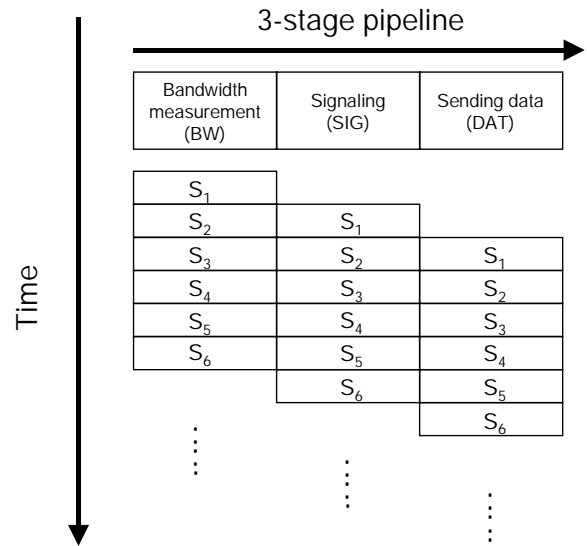 3-stage pipeline
Bandwidth measurement (BW)
Signaling (SIG)
Sending data (DAT)
Time
S1
S2 S1
S3 S2 S1
S4 S3 S2
S5 S4 S3
S6 S5 S4
S6 S5
S6